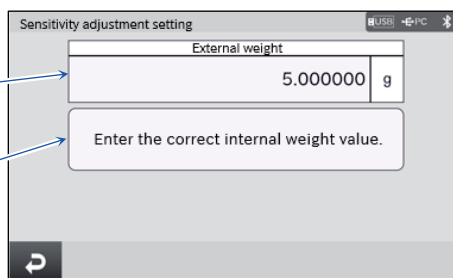 Sensitivity adjustment setting USB PC
External weight
5.000000 g
Enter the correct internal weight value.